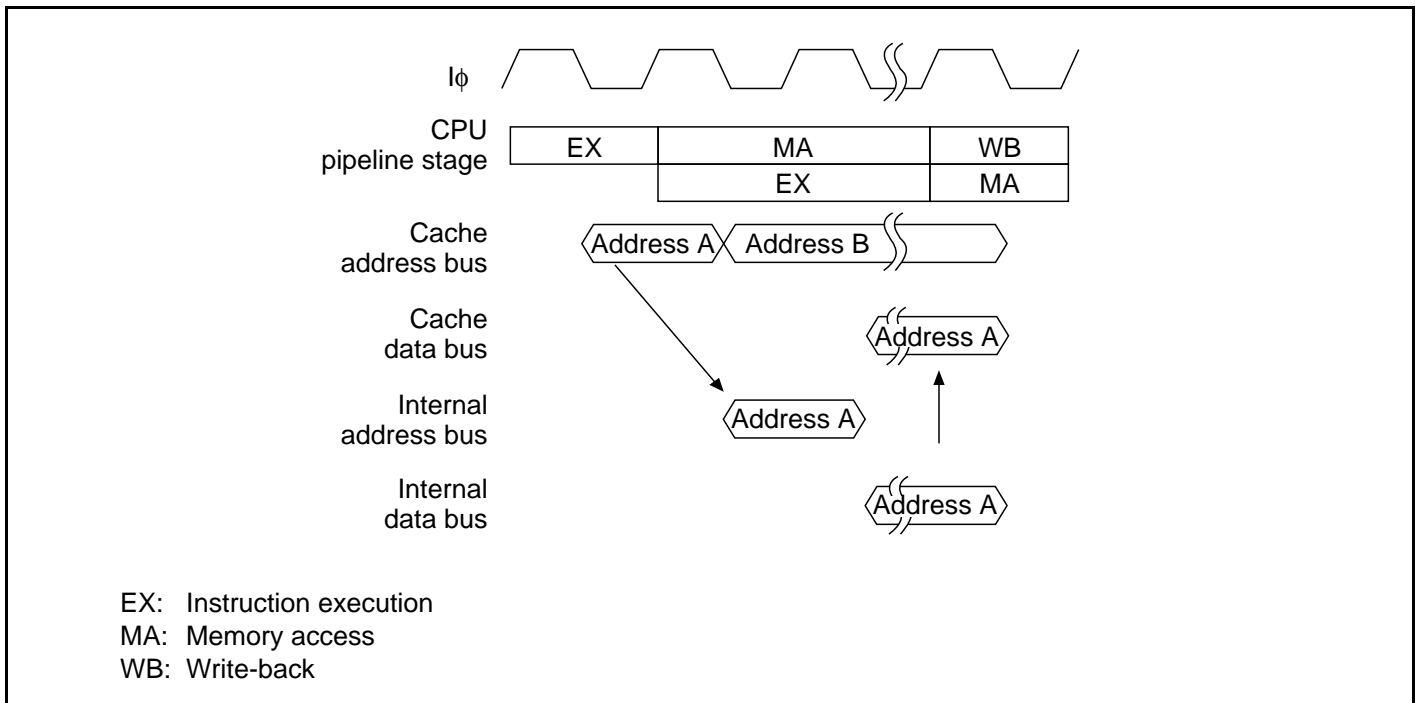 Iϕ
CPU
pipeline stage
EX MA WB
EX MA
Cache
address bus
Address A Address B
Cache
data bus
Address A
Internal
address bus
Address A
Internal
data bus
Address A
EX: Instruction execution
MA: Memory access
WB: Write-back